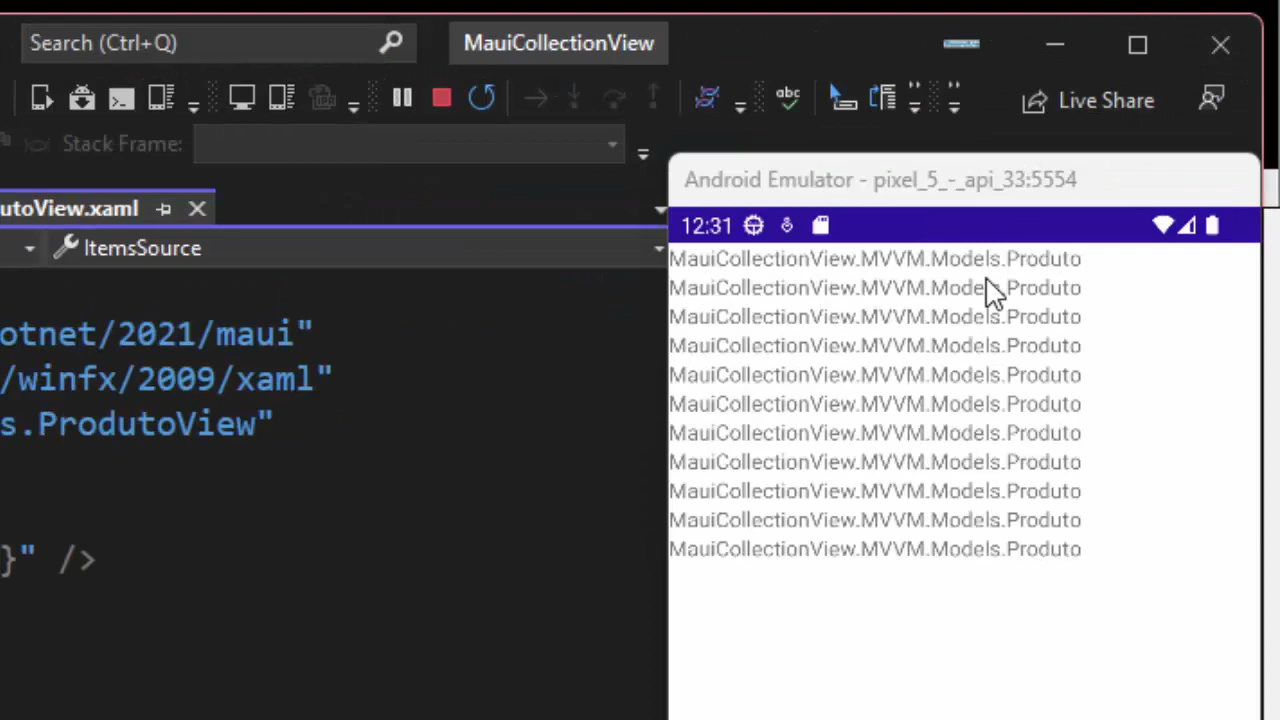 Search (Ctrl+Q)
MauiCollectionView
abc
Live Share
Stack Frame:
Android Emulator - pixel_5_-_api_33:5554
utoView.xaml
12:31
ItemsSource
MauiCollectionView.MVVM.Models.Produto
MauiCollectionView.MVVM.Models.Produto
MauiCollectionView.MVVM.Models.Produto
MauiCollectionView.MVVM.Models.Produto
MauiCollectionView.MVVM.Models.Produto
MauiCollectionView.MVVM.Models.Produto
MauiCollectionView.MVVM.Models.Produto
MauiCollectionView.MVVM.Models.Produto
MauiCollectionView.MVVM.Models.Produto
MauiCollectionView.MVVM.Models.Produto
MauiCollectionView.MVVM.Models.Produto
otnet/2021/maui"
/winfx/2009/xaml"
s.ProdutoView"
}" />